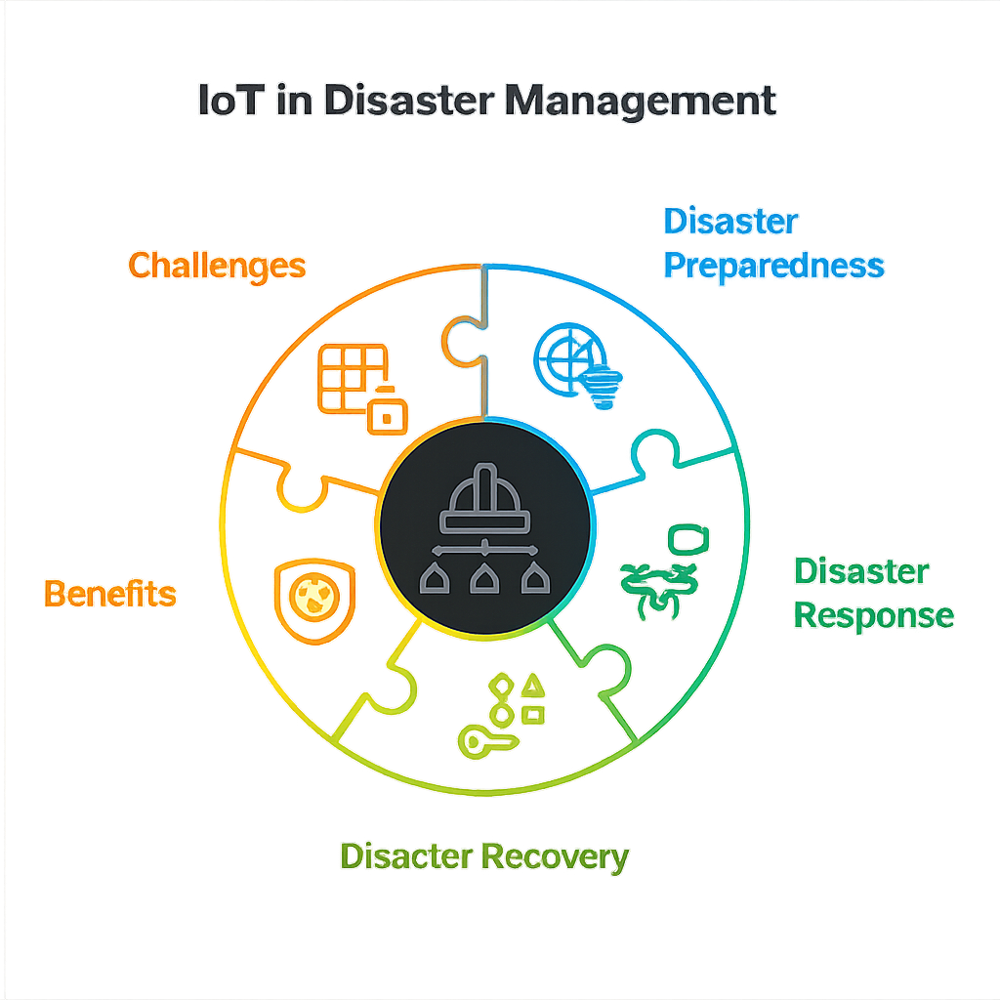 IoT in Disaster Management
Disaster
Preparedness
Challenges
Disaster
Response
Benefits
Disacter Recovery